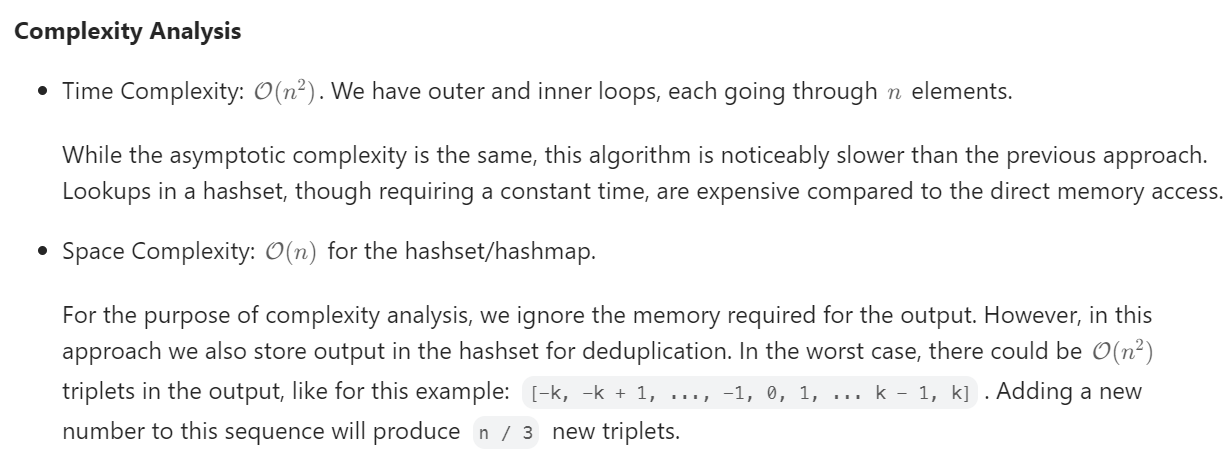 Complexity Analysis
• Time Complexity: 𝒪(n²). We have outer and inner loops, each going through n elements.
While the asymptotic complexity is the same, this algorithm is noticeably slower than the previous approach.
Lookups in a hashset, though requiring a constant time, are expensive compared to the direct memory access.
• Space Complexity: 𝒪(n) for the hashset/hashmap.
For the purpose of complexity analysis, we ignore the memory required for the output. However, in this
approach we also store output in the hashset for deduplication. In the worst case, there could be 𝒪(n²)
triplets in the output, like for this example: [-k, -k + 1, ..., -1, 0, 1, ... k - 1, k] . Adding a new
number to this sequence will produce n / 3 new triplets.